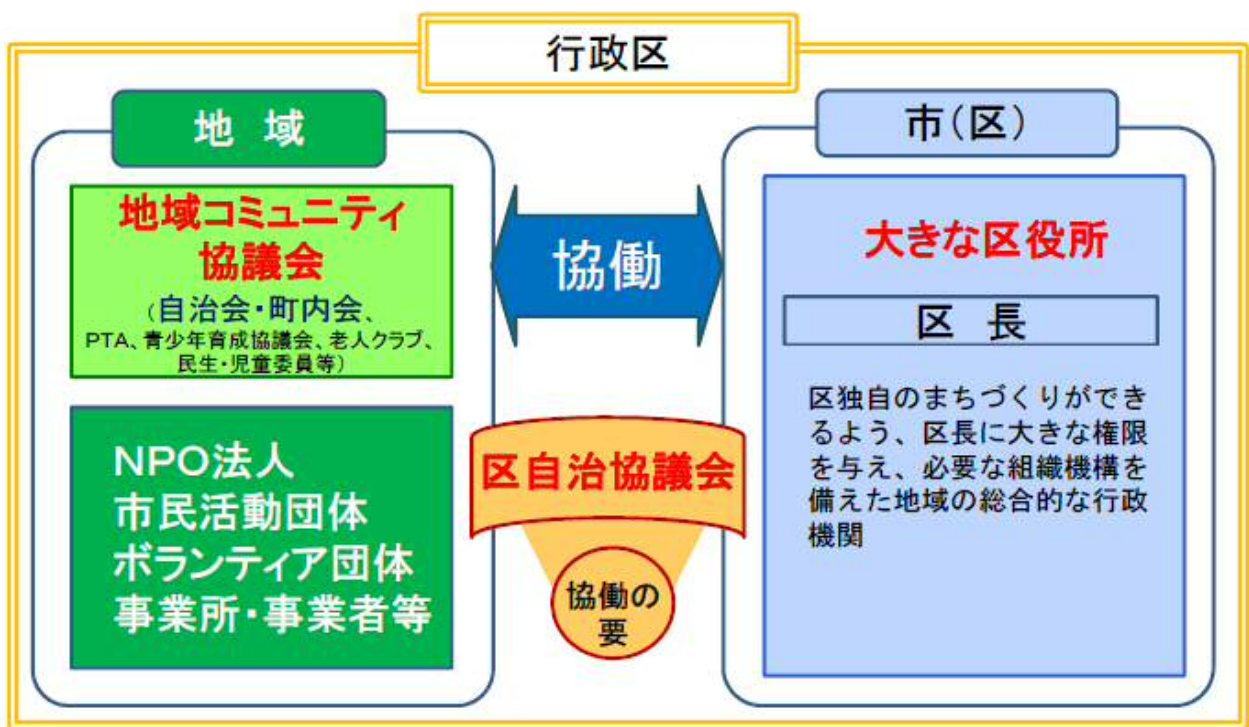 行政区
地 域
地域コミュニティ
協議会
(自治会・町内会、
PTA、青少年育成協議会、老人クラブ、
民生・児童委員等)
NPO法人
市民活動団体
ボランティア団体
事業所・事業者等
協働
区自治協議会
協働の
要
市(区)
大きな区役所
区 長
区独自のまちづくりができ
るよう、区長に大きな権限
を与え、必要な組織機構を
備えた地域の総合的な行政
機関